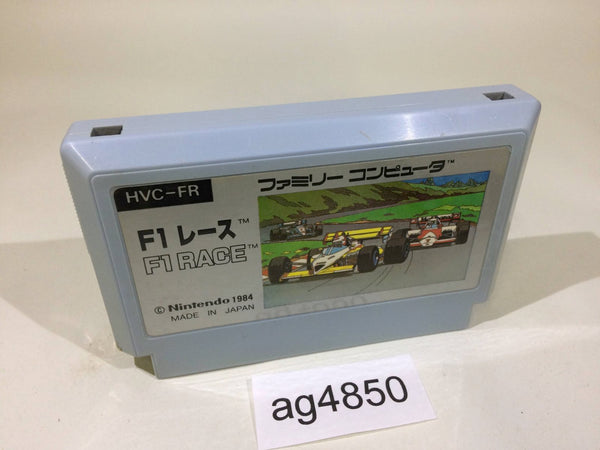 HVC-FR
ファミリー コンピュータ™
F1 レース™
F1 RACE™
© Nintendo 1984
MADE IN JAPAN
ag4850